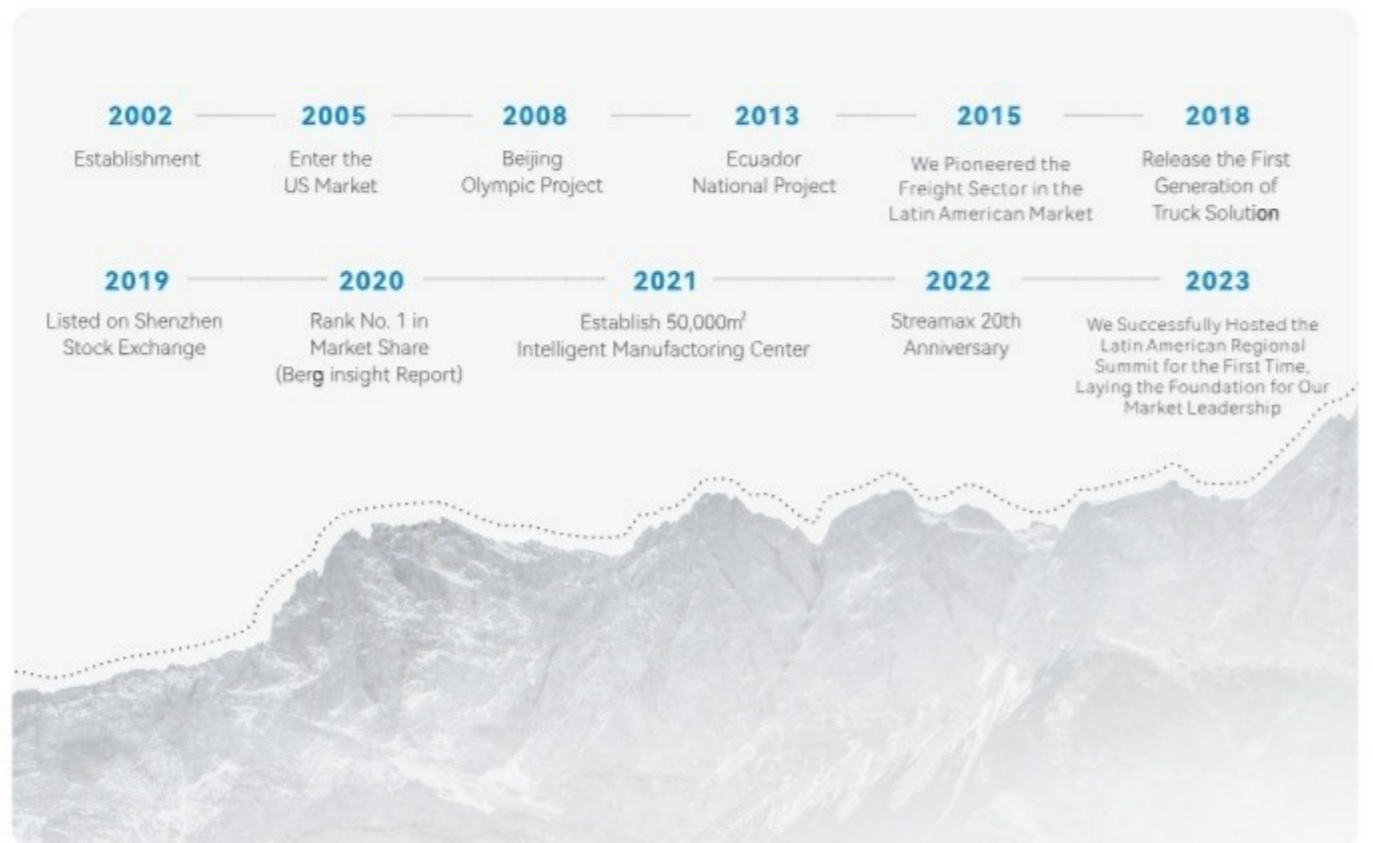 2002
Establishment
2005
Enter the
US Market
2008
Beijing
Olympic Project
2013
Ecuador
National Project
2015
We Pioneered the
Freight Sector in the
Latin American Market
2018
Release the First
Generation of
Truck Solution
2019
Listed on Shenzhen
Stock Exchange
2020
Rank No. 1 in
Market Share
(Berg insight Report)
2021
Establish 50,000m²
Intelligent Manufactoring Center
2022
Streamax 20th
Anniversary
2023
We Successfully Hosted the
Latin American Regional
Summit for the First Time,
Laying the Foundation for Our
Market Leadership